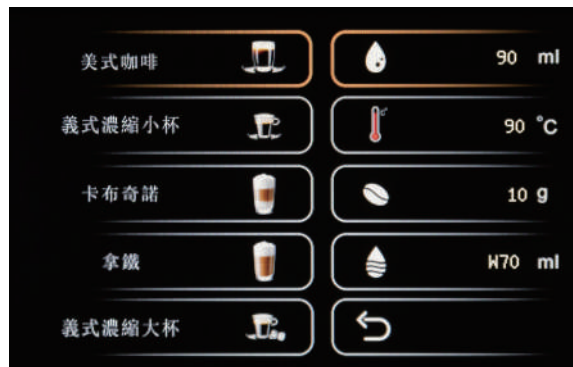 美式咖啡 90 ml
義式濃縮小杯 90 °C
卡布奇諾 10 g
拿鐵 W70 ml
義式濃縮大杯